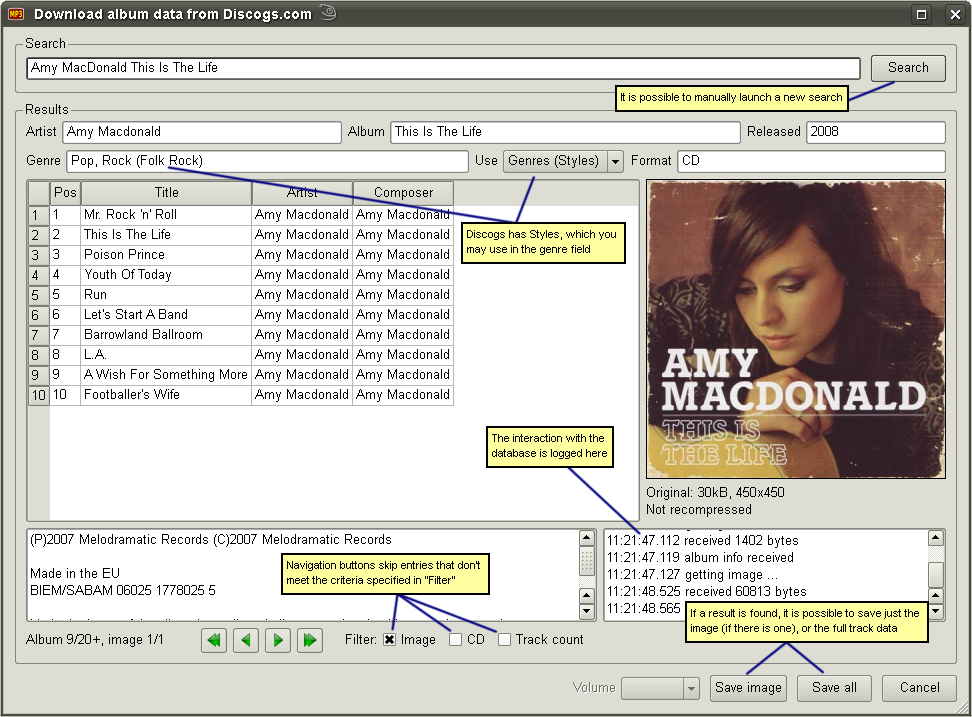 MP3 Download album data from Discogs.com
Search
Amy MacDonald This Is The Life
Search
It is possible to manually launch a new search
Results
Artist Amy Macdonald Album This Is The Life Released 2008
Genre Pop, Rock (Folk Rock) Use Genres (Styles) Format CD
Pos Title Artist Composer
1 1 Mr. Rock 'n' Roll Amy Macdonald Amy Macdonald
2 2 This Is The Life Amy Macdonald Amy Macdonald
3 3 Poison Prince Amy Macdonald Amy Macdonald
4 4 Youth Of Today Amy Macdonald Amy Macdonald
5 5 Run Amy Macdonald Amy Macdonald
6 6 Let's Start A Band Amy Macdonald Amy Macdonald
7 7 Barrowland Ballroom Amy Macdonald Amy Macdonald
8 8 L.A. Amy Macdonald Amy Macdonald
9 9 A Wish For Something More Amy Macdonald Amy Macdonald
10 10 Footballer's Wife Amy Macdonald Amy Macdonald
Discogs has Styles, which you
may use in the genre field
AMY
MACDONALD
THIS IS
THE LIFE
The interaction with the
database is logged here
Original: 30kB, 450x450
Not recompressed
(P)2007 Melodramatic Records (C)2007 Melodramatic Records
Made in the EU
BIEM/SABAM 06025 1778025 5
Navigation buttons skip entries that don't
meet the criteria specified in "Filter"
11:21:47.112 received 1402 bytes
11:21:47.119 album info received
11:21:47.127 getting image ...
11:21:48.525 received 60813 bytes
11:21:48.565
If a result is found, it is possible to save just the
image (if there is one), or the full track data
Album 9/20+, image 1/1 Filter: Image CD Track count
Volume Save image Save all Cancel